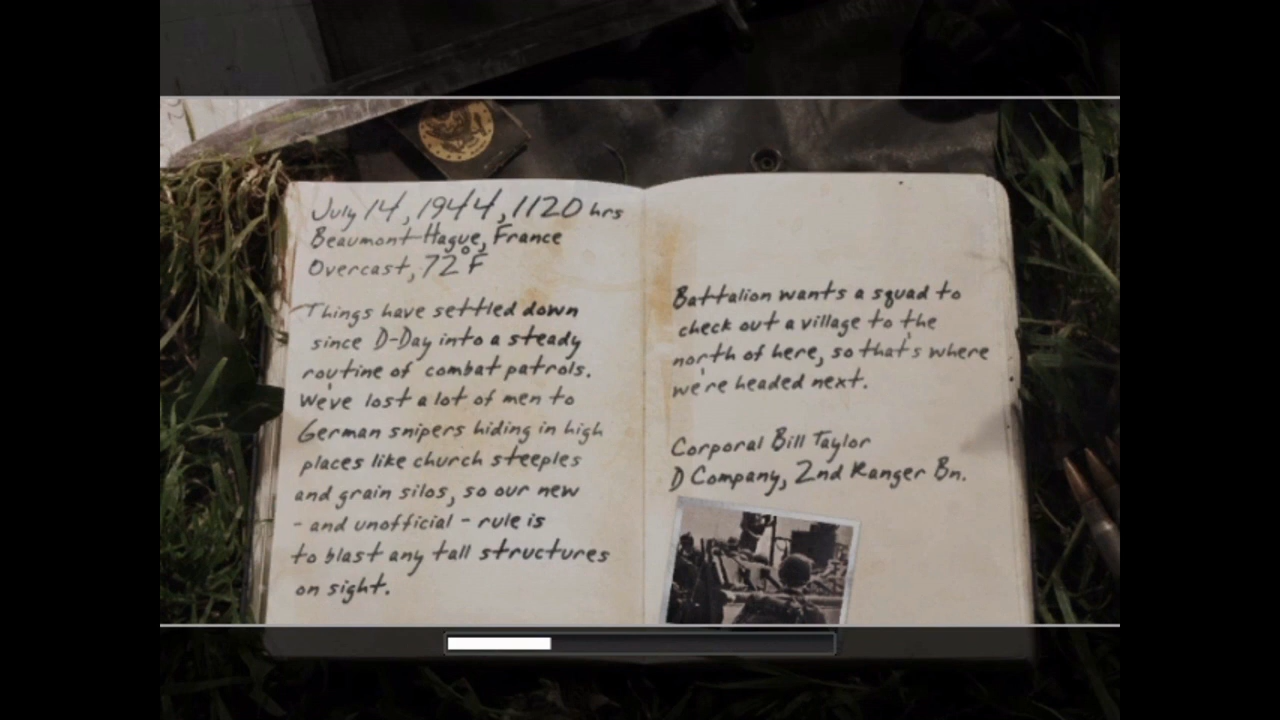 July 14, 1944, 1120 hrs
Beaumont-Hague, France
Overcast, 72°F
Things have settled down
since D-Day into a steady
routine of combat patrols.
We've lost a lot of men to
German snipers hiding in high
places like church steeples
and grain silos, so our new
- and unofficial - rule is
to blast any tall structures
on sight.
Battalion wants a squad to
check out a village to the
north of here, so that's where
we're headed next.
Corporal Bill Taylor
D Company, 2nd Ranger Bn.